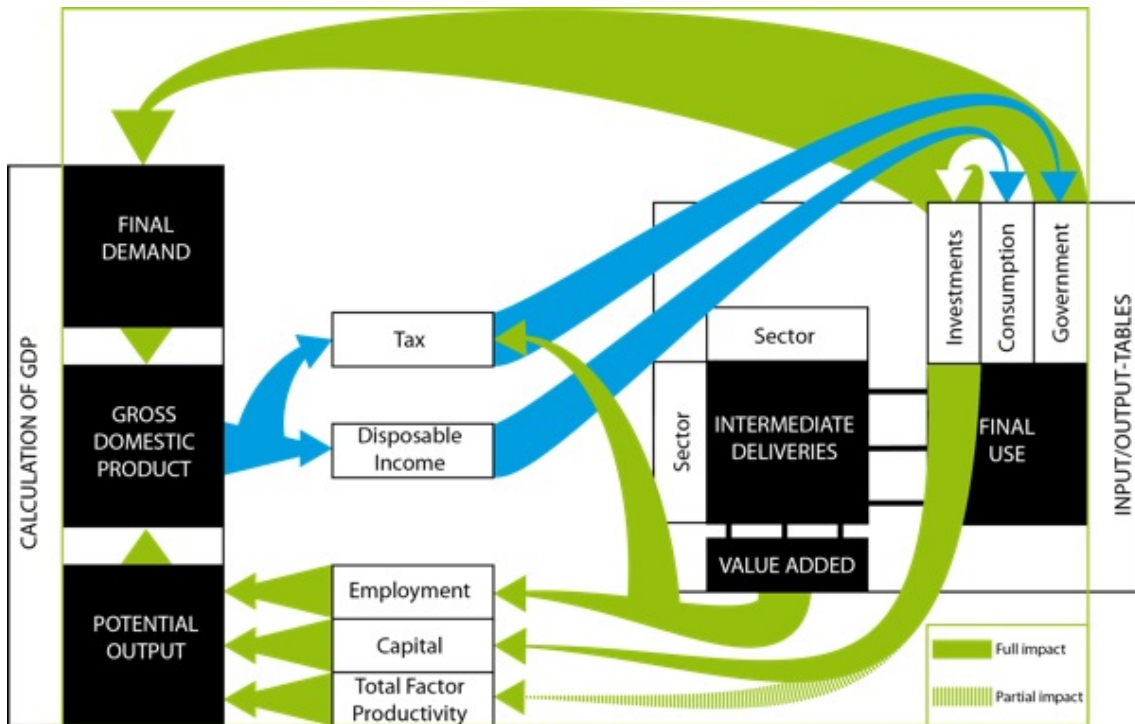 CALCULATION OF GDP
FINAL
DEMAND
GROSS
DOMESTIC
PRODUCT
POTENTIAL
OUTPUT
Tax
Disposable
Income
Employment
Capital
Total Factor
Productivity
Sector
Sector
INTERMEDIATE
DELIVERIES
VALUE ADDED
Investments
Consumption
Government
FINAL
USE
INPUT/OUTPUT-TABLES
Full impact
Partial impact